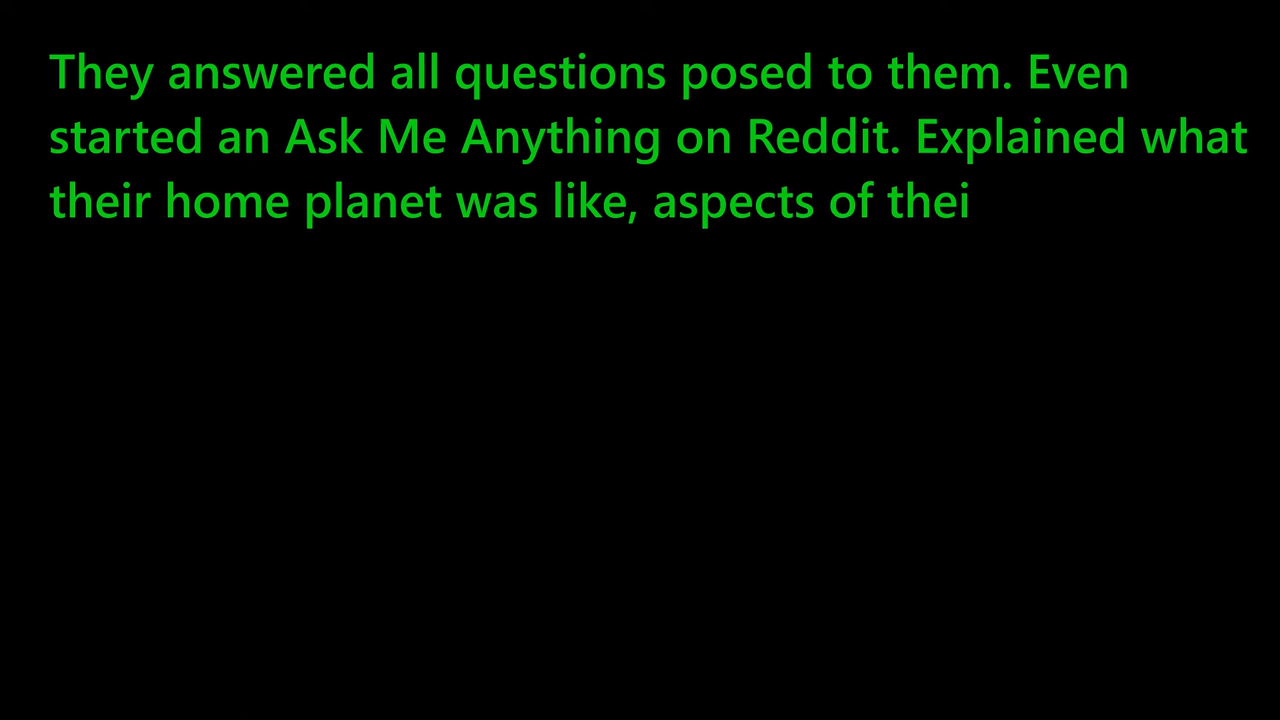 They answered all questions posed to them. Even
started an Ask Me Anything on Reddit. Explained what
their home planet was like, aspects of thei